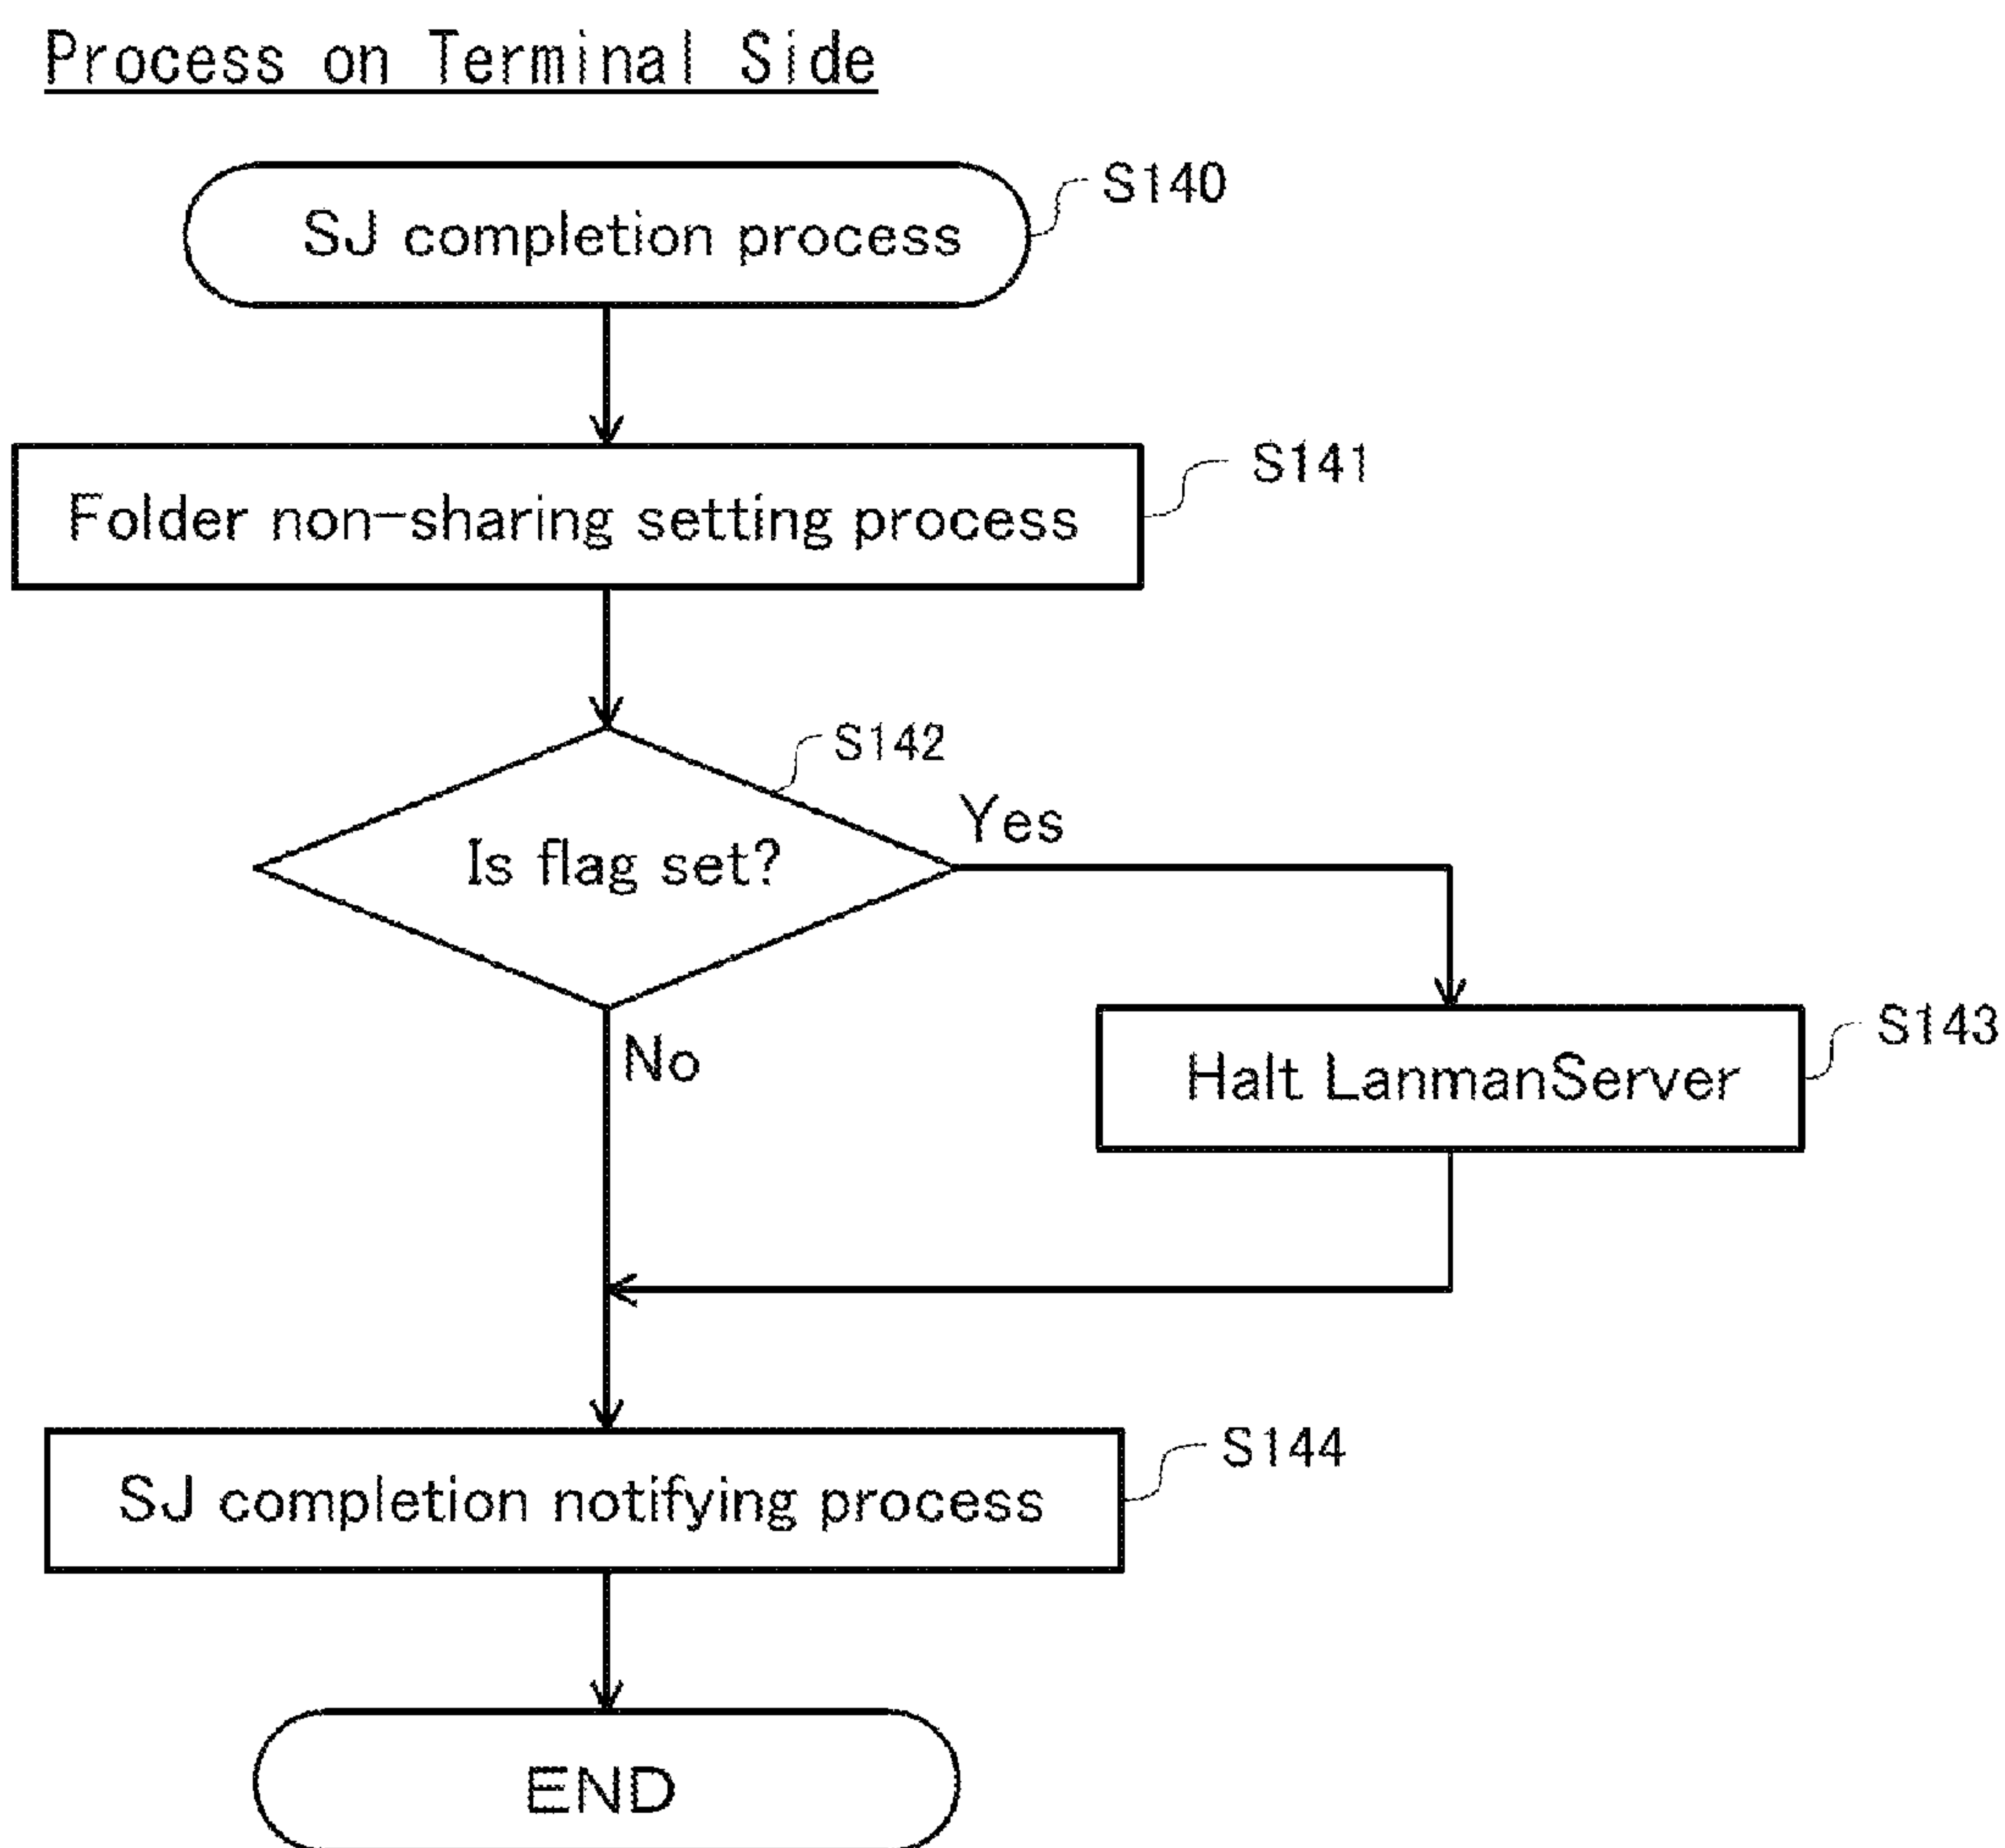 Process on Terminal Side
S140
SJ completion process
S141
Folder non-sharing setting process
S142
Yes
Is flag set?
S143
No
Halt LanmanServer
S144
SJ completion notifying process
END